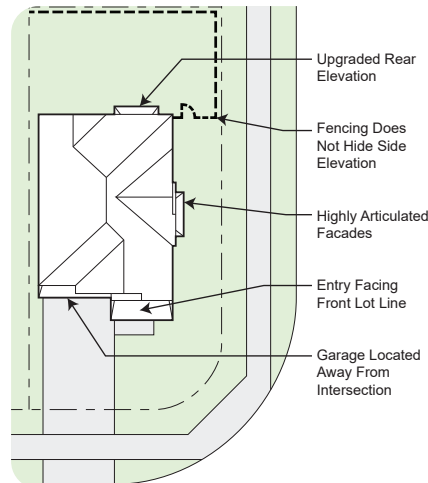 Upgraded Rear
Elevation
Fencing Does
Not Hide Side
Elevation
Highly Articulated
Facades
Entry Facing
Front Lot Line
Garage Located
Away From
Intersection